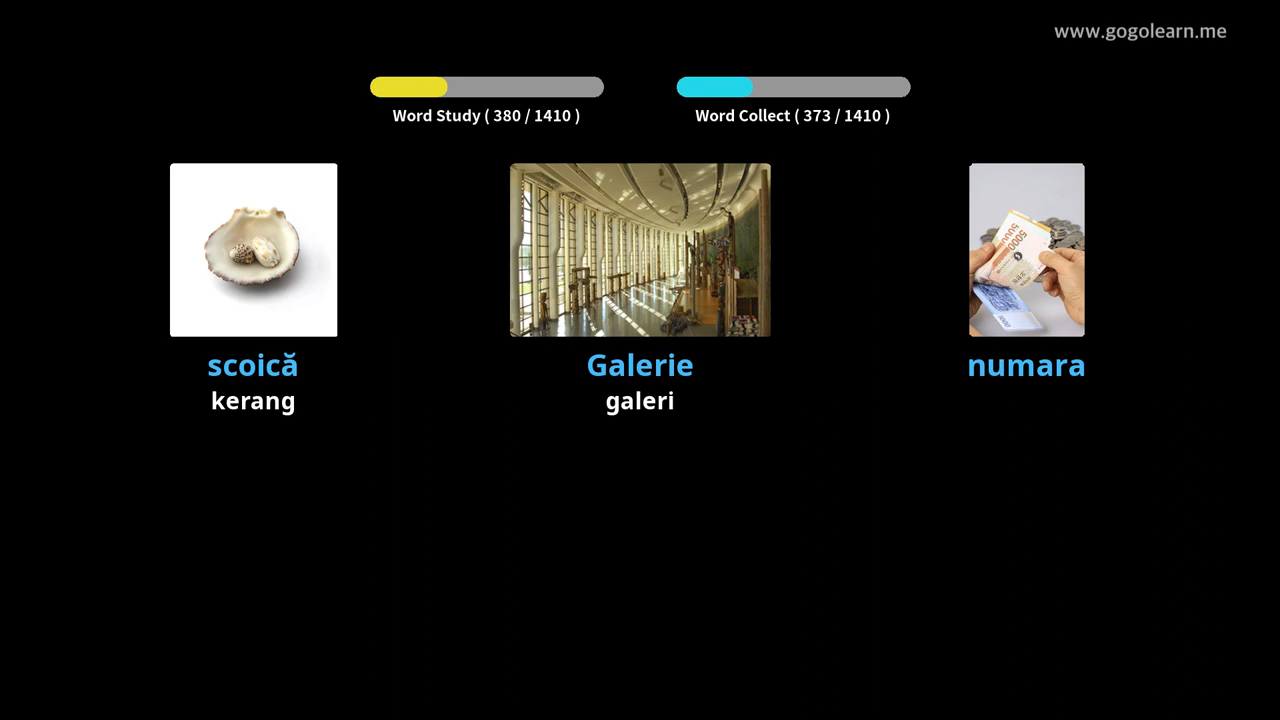 www.gogolearn.me
Word Study ( 380 / 1410 )
Word Collect ( 373 / 1410 )
scoică
Galerie
numara
kerang
galeri